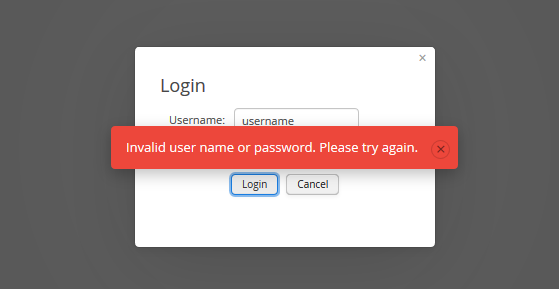 Login
Username: username
Invalid user name or password. Please try again.
Login Cancel